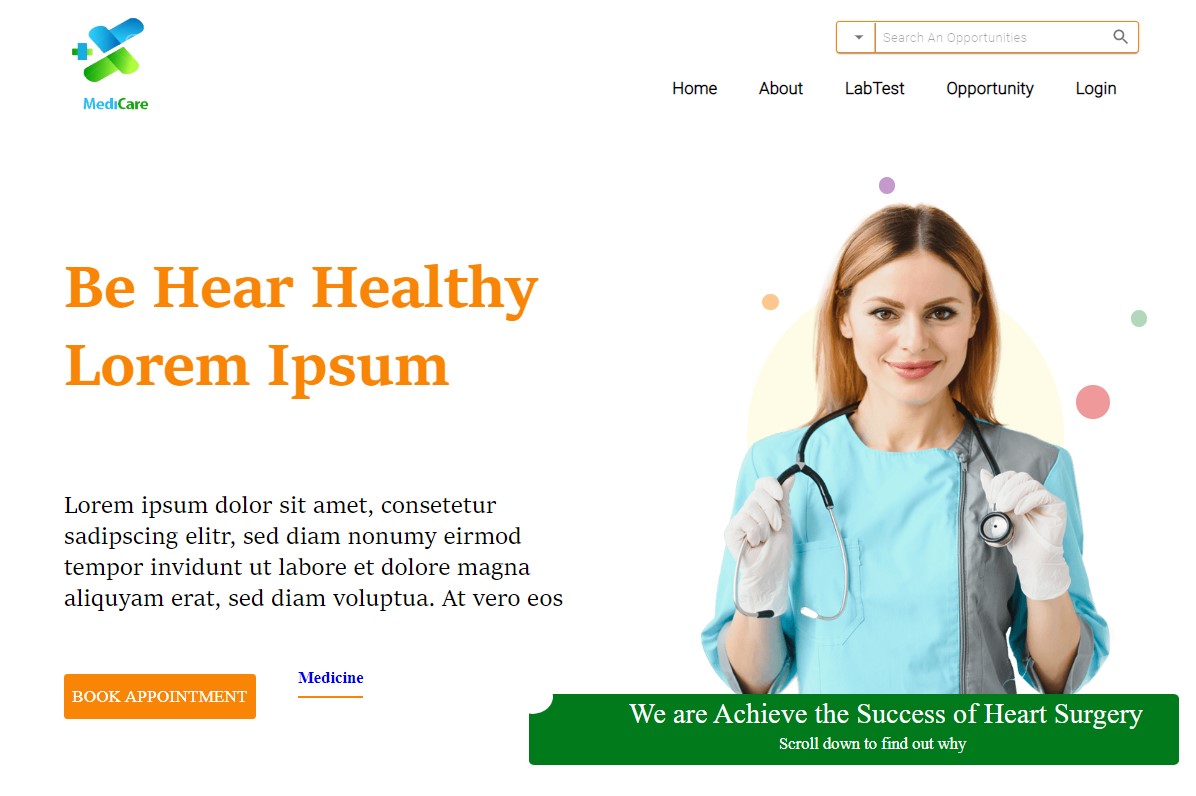 Search An Opportunities
MediCare
Home About LabTest Opportunity Login
Be Hear Healthy
Lorem Ipsum
Lorem ipsum dolor sit amet, consetetur
sadipscing elitr, sed diam nonumy eirmod
tempor invidunt ut labore et dolore magna
aliquyam erat, sed diam voluptua. At vero eos
BOOK APPOINTMENT
Medicine
We are Achieve the Success of Heart Surgery
Scroll down to find out why